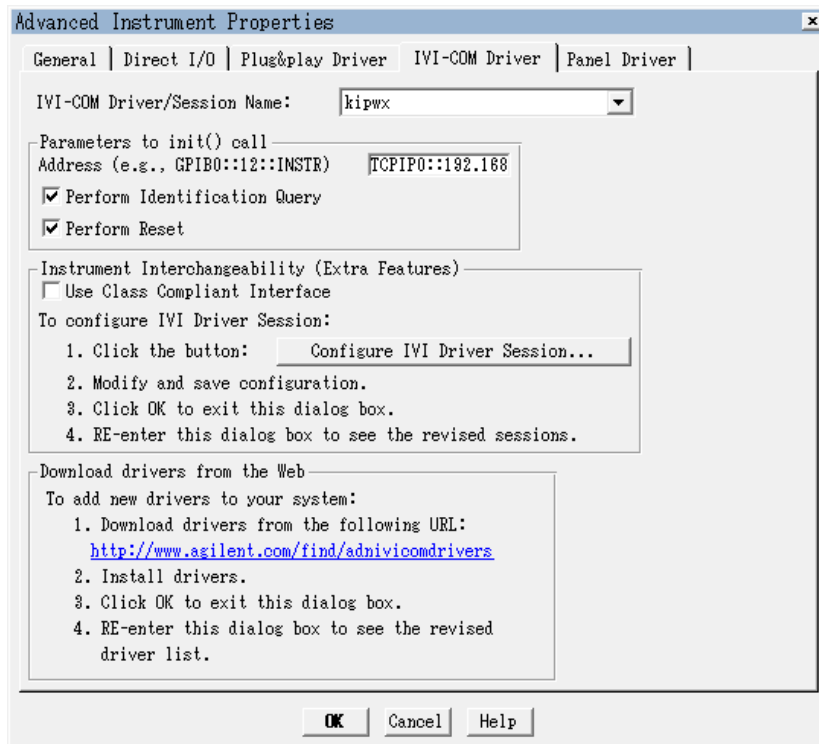 Advanced Instrument Properties
General | Direct I/O | Plug&play Driver | IVI-COM Driver | Panel Driver
IVI-COM Driver/Session Name: kipwx
Parameters to init() call
Address (e.g., GPIB0::12::INSTR) TCPIP0::192.168
Perform Identification Query
Perform Reset
Instrument Interchangeability (Extra Features)
Use Class Compliant Interface
To configure IVI Driver Session:
1. Click the button: Configure IVI Driver Session...
2. Modify and save configuration.
3. Click OK to exit this dialog box.
4. RE-enter this dialog box to see the revised sessions.
Download drivers from the Web
To add new drivers to your system:
1. Download drivers from the following URL:
http://www.agilent.com/find/adnivicomdrivers
2. Install drivers.
3. Click OK to exit this dialog box.
4. RE-enter this dialog box to see the revised
driver list.
OK Cancel Help